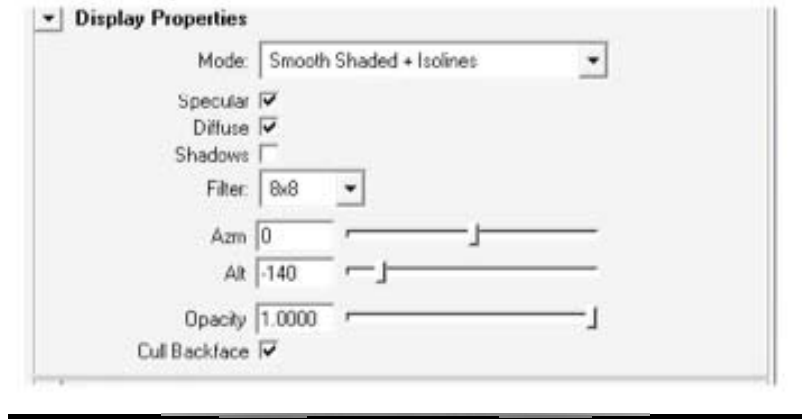 Display Properties
Mode: Smooth Shaded + Isolines
Specular
Diffuse
Shadows
Filter: 8x8
Azm 0
Alt -140
Opacity 1.0000
Cull Backface